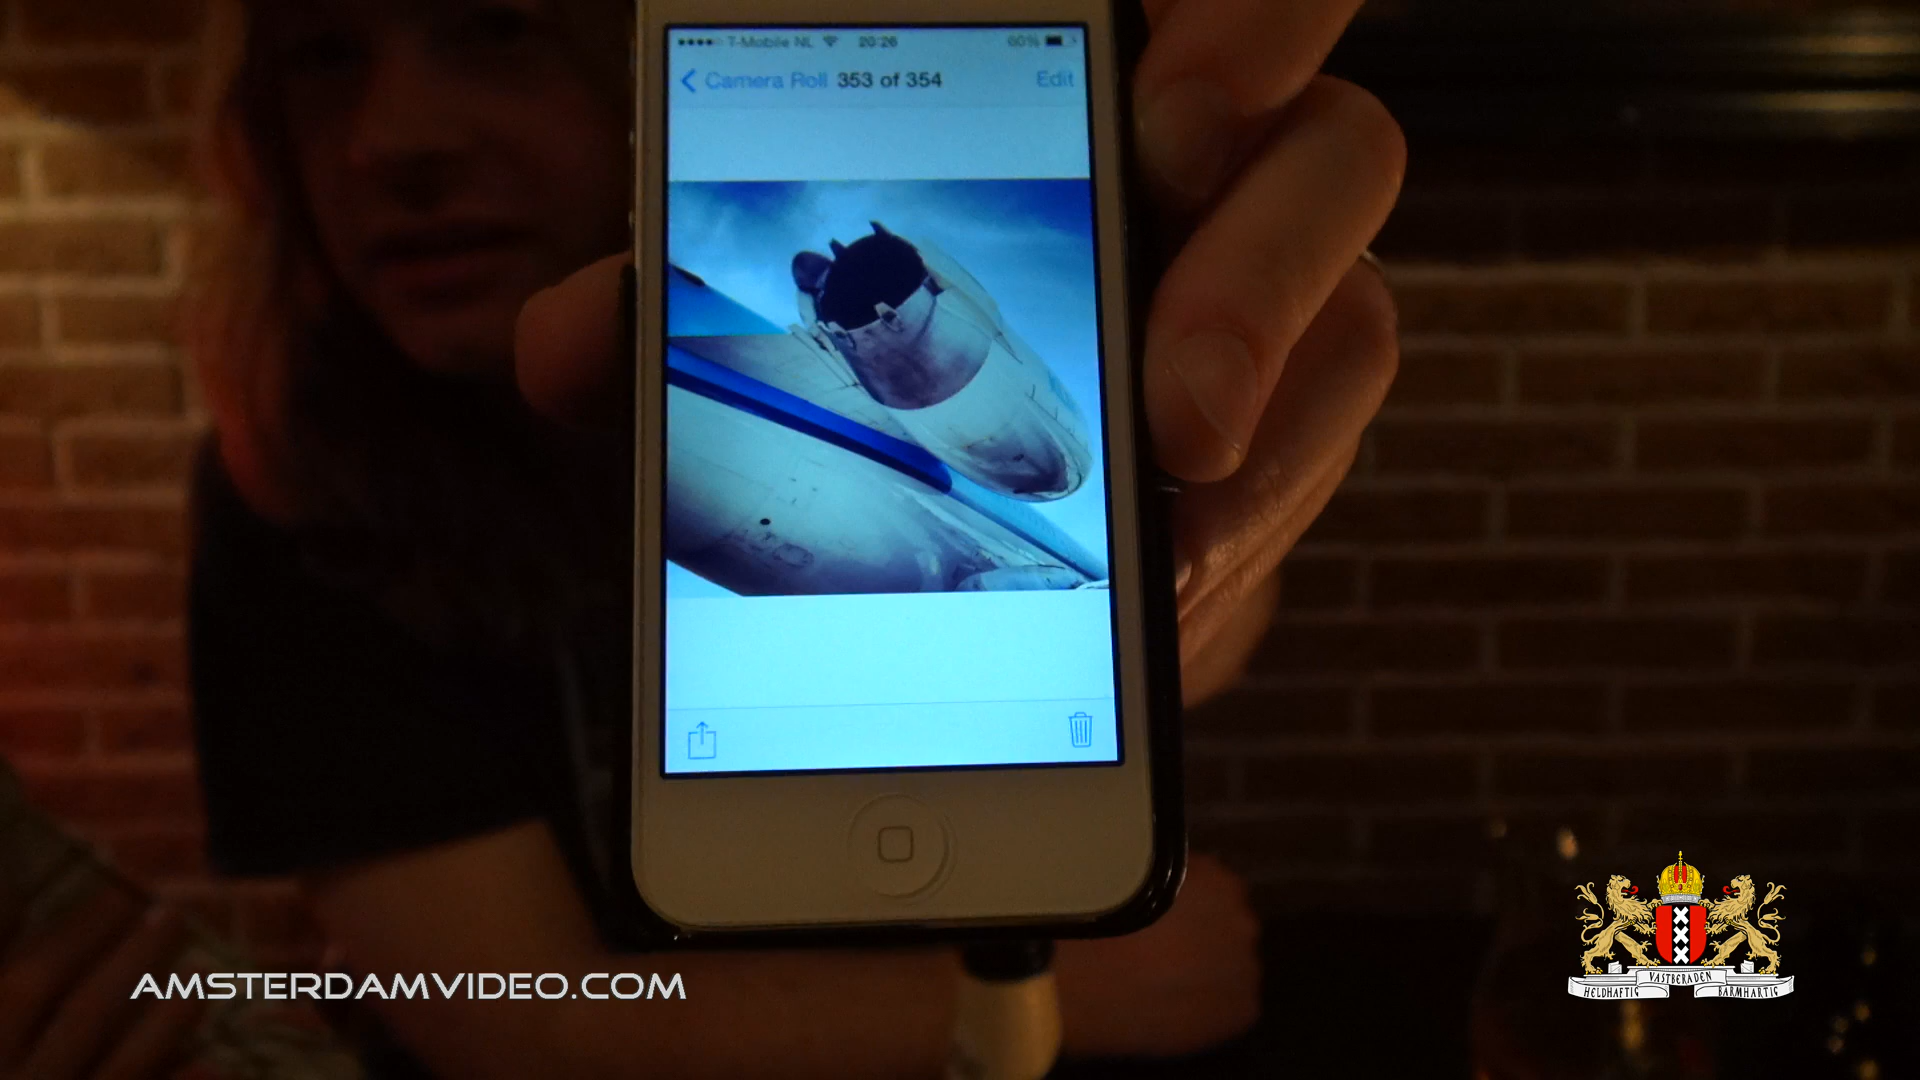 T-Mobile NL 20:26 60%
Camera Roll 353 of 354 Edit
AMSTERDAMVIDEO.COM
VASTBERADEN
HELDHAFTIG BARMHARTIG